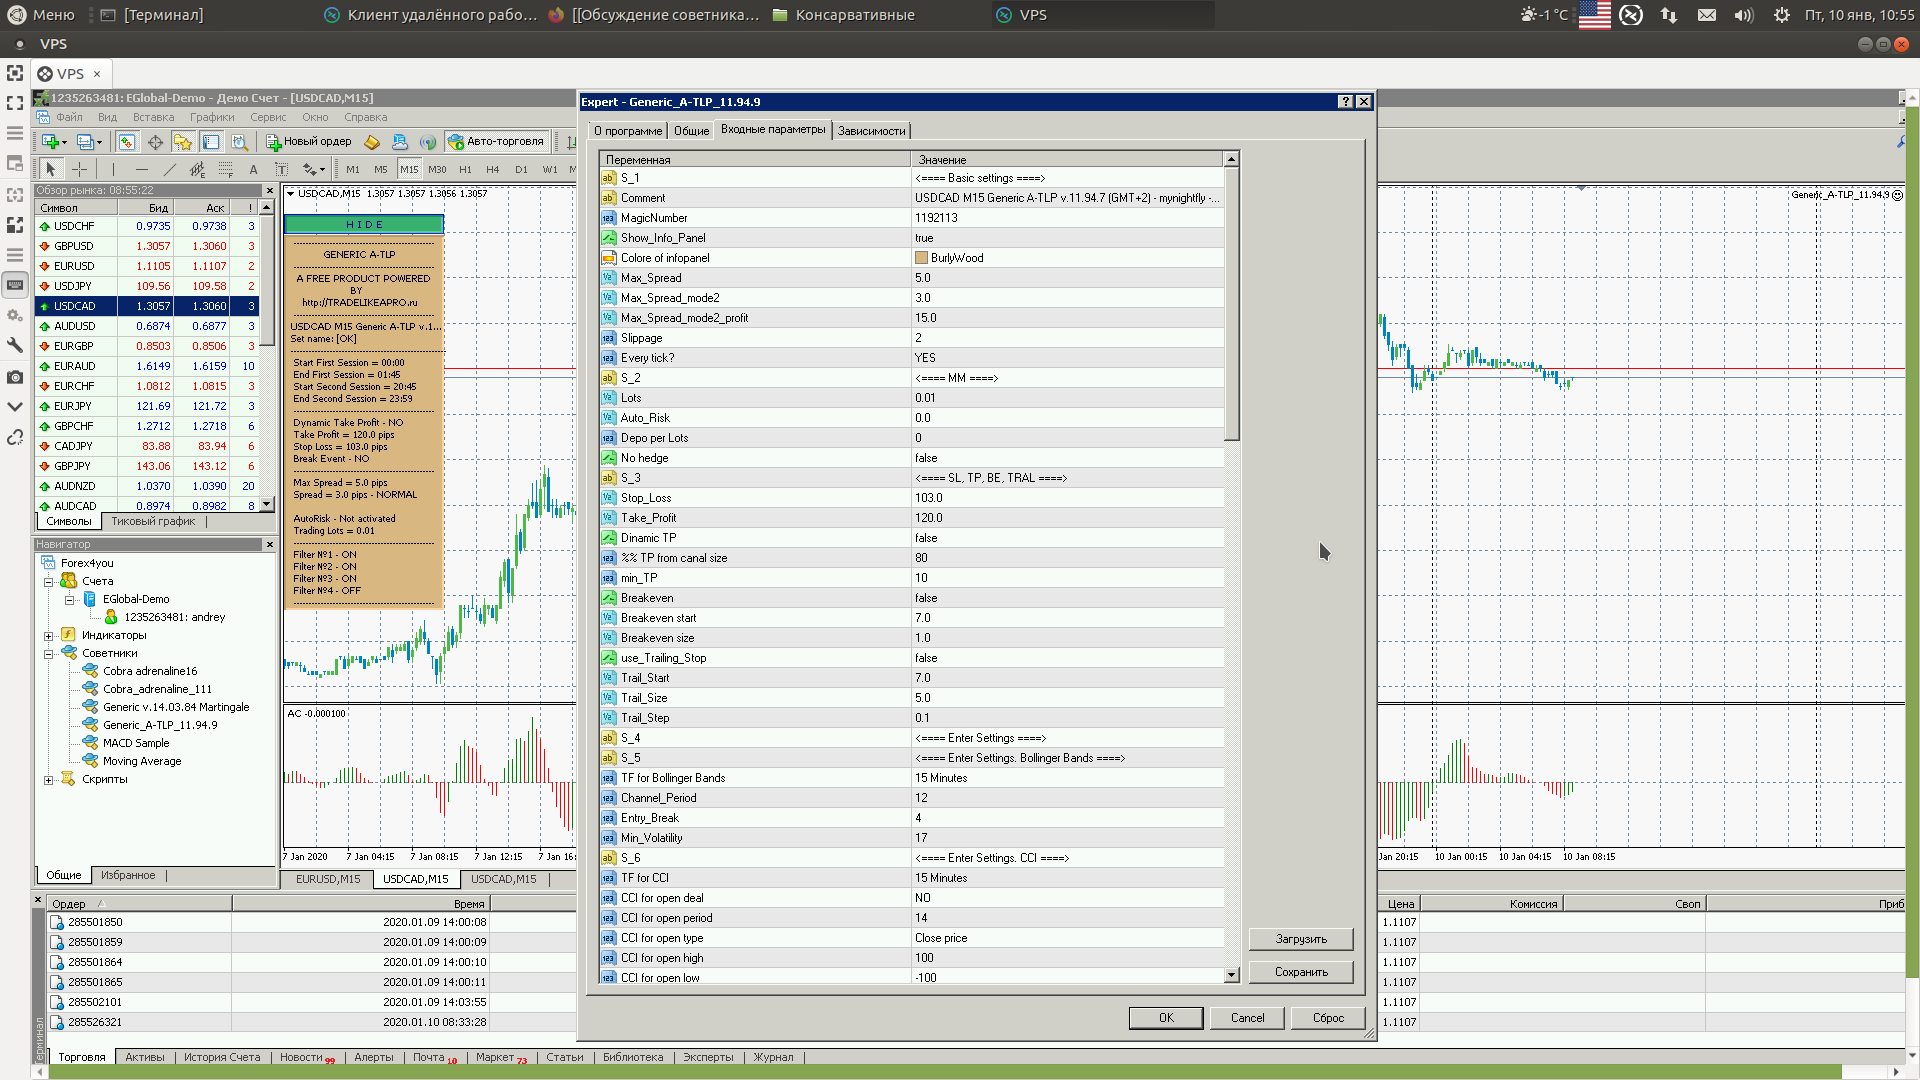 Меню
[Терминал]
Клиент удалённого рабо...
[[Обсуждение советника...
Консарвативные
VPS
-1 °C
Пт, 10 янв, 10:55
VPS
VPS
1235263481: EGlobal-Demo - Демо Счет - [USDCAD,M15]
Файл Вид Вставка Графики Сервис Окно Справка
Новый ордер
Авто-торговля
M1 M5 M15 M30 H1 H4 D1 W1
Обзор рынка: 08:55:22
Символ Бид Аск !
USDCHF 0.9735 0.9738 3
GBPUSD 1.3057 1.3060 3
EURUSD 1.1105 1.1107 2
USDJPY 109.56 109.58 2
USDCAD 1.3057 1.3060 3
AUDUSD 0.6874 0.6877 3
EURGBP 0.8503 0.8506 3
EURAUD 1.6149 1.6159 10
EURCHF 1.0812 1.0815 3
EURJPY 121.69 121.72 3
GBPCHF 1.2712 1.2718 6
CADJPY 83.88 83.94 6
GBPJPY 143.06 143.12 6
AUDNZD 1.0370 1.0390 20
AUDCAD 0.8974 0.8982 8
Символы
Тиковый график
Навигатор
Forex4you
Счета
EGlobal-Demo
1235263481: andrey
Индикаторы
Советники
Cobra adrenaline16
Cobra_adrenaline_111
Generic v.14.03.84 Martingale
Generic_A-TLP_11.94.9
MACD Sample
Moving Average
Скрипты
Общие
Избранное
USDCAD,M15 1.3057 1.3057 1.3056 1.3057
H I D E
GENERIC A-TLP
A FREE PRODUCT POWERED
BY
http://TRADELIKEAPRO.ru
USDCAD M15 Generic A-TLP v.1...
Set name: [OK]
Start First Session = 00:00
End First Session = 01:45
Start Second Session = 20:45
End Second Session = 23:59
Dynamic Take Profit - NO
Take Profit = 120.0 pips
Stop Loss = 103.0 pips
Break Event - NO
Max Spread = 5.0 pips
Spread = 3.0 pips - NORMAL
AutoRisk - Not activated
Trading Lots = 0.01
Filter №1 - ON
Filter №2 - ON
Filter №3 - ON
Filter №4 - OFF
AC -0.000100
7 Jan 2020 7 Jan 04:15 7 Jan 08:15 7 Jan 12:15 7 Jan 16:
EURUSD,M15
USDCAD,M15
USDCAD,M15
Expert - Generic_A-TLP_11.94.9
О программе
Общие
Входные параметры
Зависимости
Переменная Значение
S_1 <==== Basic settings ====>
Comment USDCAD M15 Generic A-TLP v.11.94.7 (GMT+2) - mynightfly -...
MagicNumber 1192113
Show_Info_Panel true
Colore of infopanel BurlyWood
Max_Spread 5.0
Max_Spread_mode2 3.0
Max_Spread_mode2_profit 15.0
Slippage 2
Every tick? YES
S_2 <==== MM ====>
Lots 0.01
Auto_Risk 0.0
Depo per Lots 0
No hedge false
S_3 <==== SL, TP, BE, TRAL ====>
Stop_Loss 103.0
Take_Profit 120.0
Dinamic TP false
%% TP from canal size 80
min_TP 10
Breakeven false
Breakeven start 7.0
Breakeven size 1.0
use_Trailing_Stop false
Trail_Start 7.0
Trail_Size 5.0
Trail_Step 0.1
S_4 <==== Enter Settings ====>
S_5 <==== Enter Settings. Bollinger Bands ====>
TF for Bollinger Bands 15 Minutes
Channel_Period 12
Entry_Break 4
Min_Volatility 17
S_6 <==== Enter Settings. CCI ====>
TF for CCI 15 Minutes
CCI for open deal NO
CCI for open period 14
CCI for open type Close price
CCI for open high 100
CCI for open low -100
Загрузить
Сохранить
OK
Cancel
Сброс
Generic_A-TLP_11.94.9
Jan 20:15 10 Jan 00:15 10 Jan 04:15 10 Jan 08:15
Ордер Время Цена Комиссия Своп Приб
285501850 2020.01.09 14:00:08 1.1107
285501859 2020.01.09 14:00:09 1.1107
285501864 2020.01.09 14:00:10 1.1107
285501865 2020.01.09 14:00:11 1.1107
285502101 2020.01.09 14:03:55 1.1107
285526321 2020.01.10 08:33:28 1.1107
Терминал
Торговля Активы История Счета Новости 99 Алерты Почта 10 Маркет 73 Статьи Библиотека Эксперты Журнал